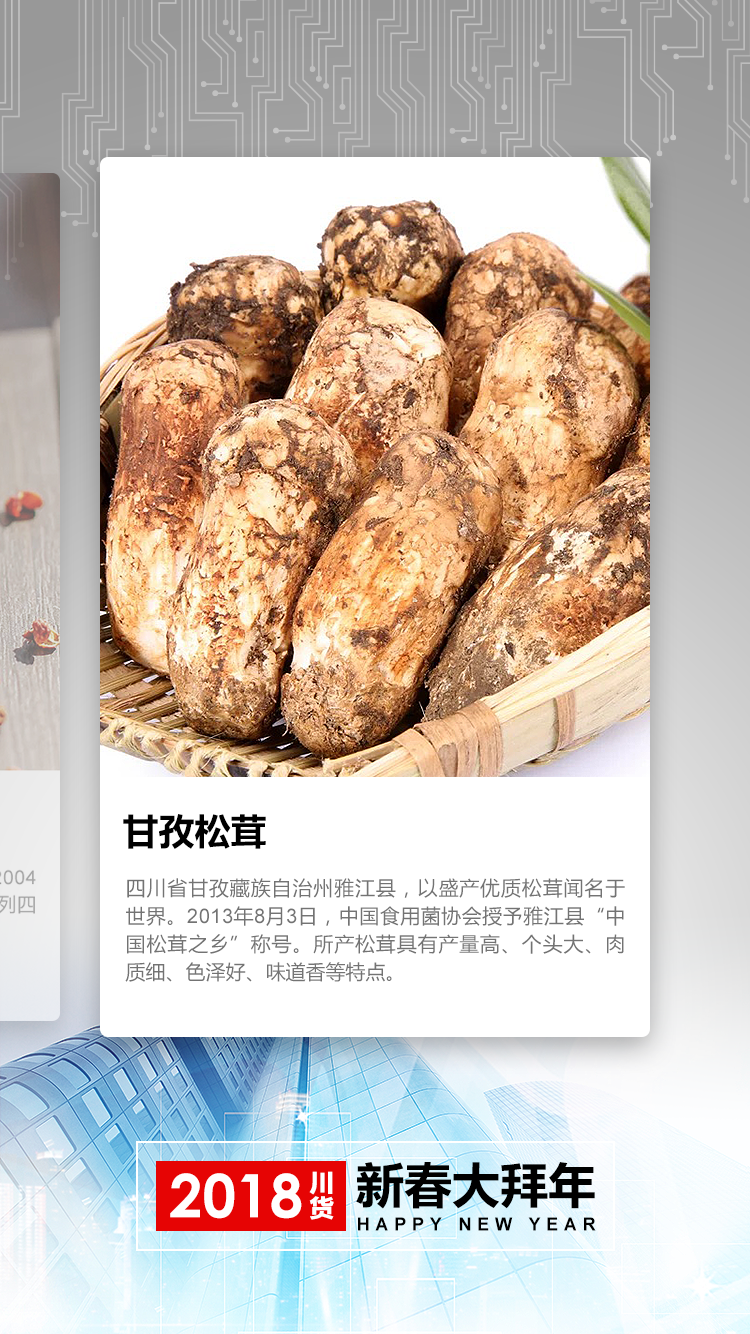 甘孜松茸
四川省甘孜藏族自治州雅江县，以盛产优质松茸闻名于
世界。2013年8月3日，中国食用菌协会授予雅江县“中
国松茸之乡”称号。所产松茸具有产量高、个头大、肉
质细、色泽好、味道香等特点。
2004
列四
2018川货 新春大拜年
HAPPY NEW YEAR